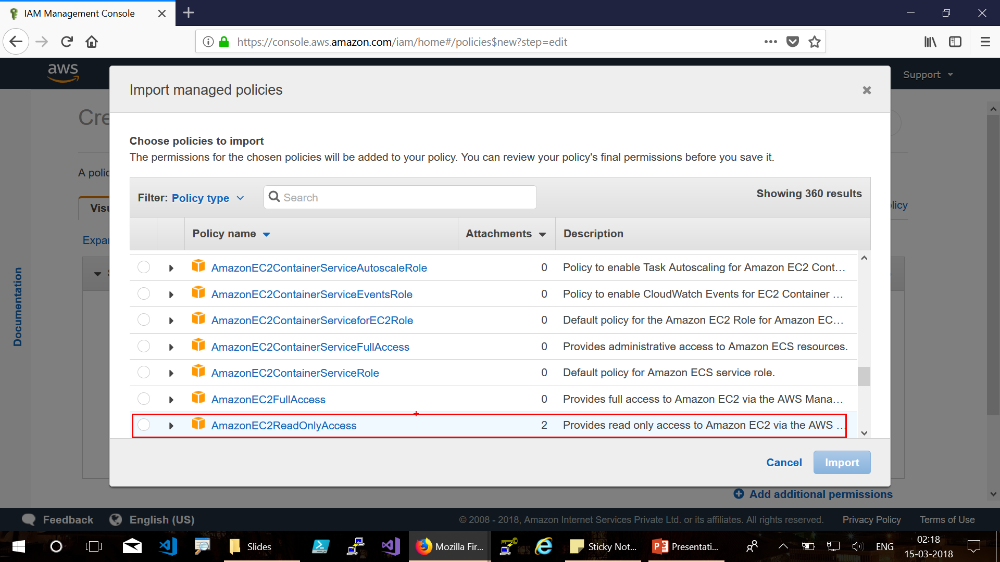 IAM Management Console
https://console.aws.amazon.com/iam/home#/policies$new?step=edit
aws
Support
Import managed policies
Cre
Choose policies to import
The permissions for the chosen policies will be added to your policy. You can review your policy's final permissions before you save it.
A polic
Filter: Policy type
Search
Showing 360 results
Visu
licy
Policy name
Attachments
Description
Expan
AmazonEC2ContainerServiceAutoscaleRole 0 Policy to enable Task Autoscaling for Amazon EC2 Cont…
AmazonEC2ContainerServiceEventsRole 0 Policy to enable CloudWatch Events for EC2 Container …
AmazonEC2ContainerServiceforEC2Role 0 Default policy for the Amazon EC2 Role for Amazon EC…
AmazonEC2ContainerServiceFullAccess 0 Provides administrative access to Amazon ECS resources.
AmazonEC2ContainerServiceRole 0 Default policy for Amazon ECS service role.
AmazonEC2FullAccess 0 Provides full access to Amazon EC2 via the AWS Mana…
AmazonEC2ReadOnlyAccess 2 Provides read only access to Amazon EC2 via the AWS …
Documentation
Cancel
Import
Add additional permissions
Feedback
English (US)
© 2008 - 2018, Amazon Internet Services Private Ltd. or its affiliates. All rights reserved.
Privacy Policy
Terms of Use
Slides
Mozilla Fir...
Sticky Not...
Presentati...
ENG
02:18
15-03-2018